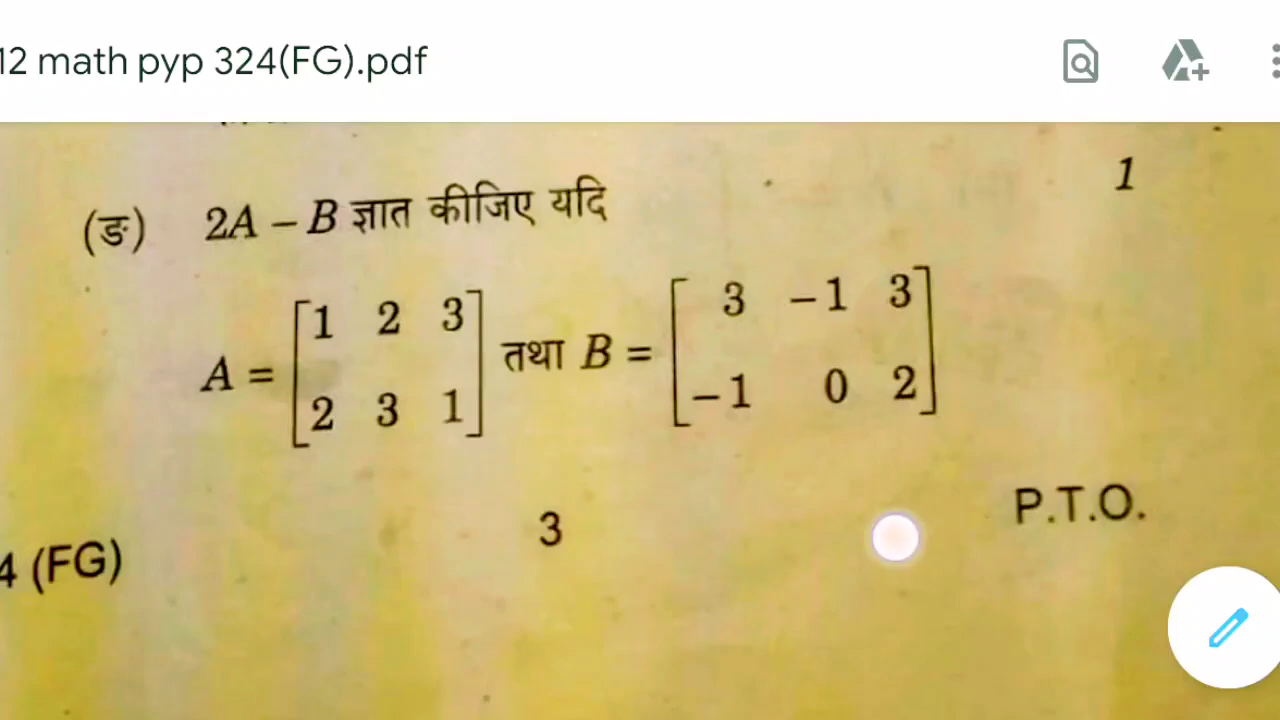 12 math pyp 324(FG).pdf
1
(ङ) 2A – B ज्ञात कीजिए यदि
A = [1 2 3 तथा B = [3 –1 3
2 3 1] –1 0 2]
3 P.T.O.
4 (FG)